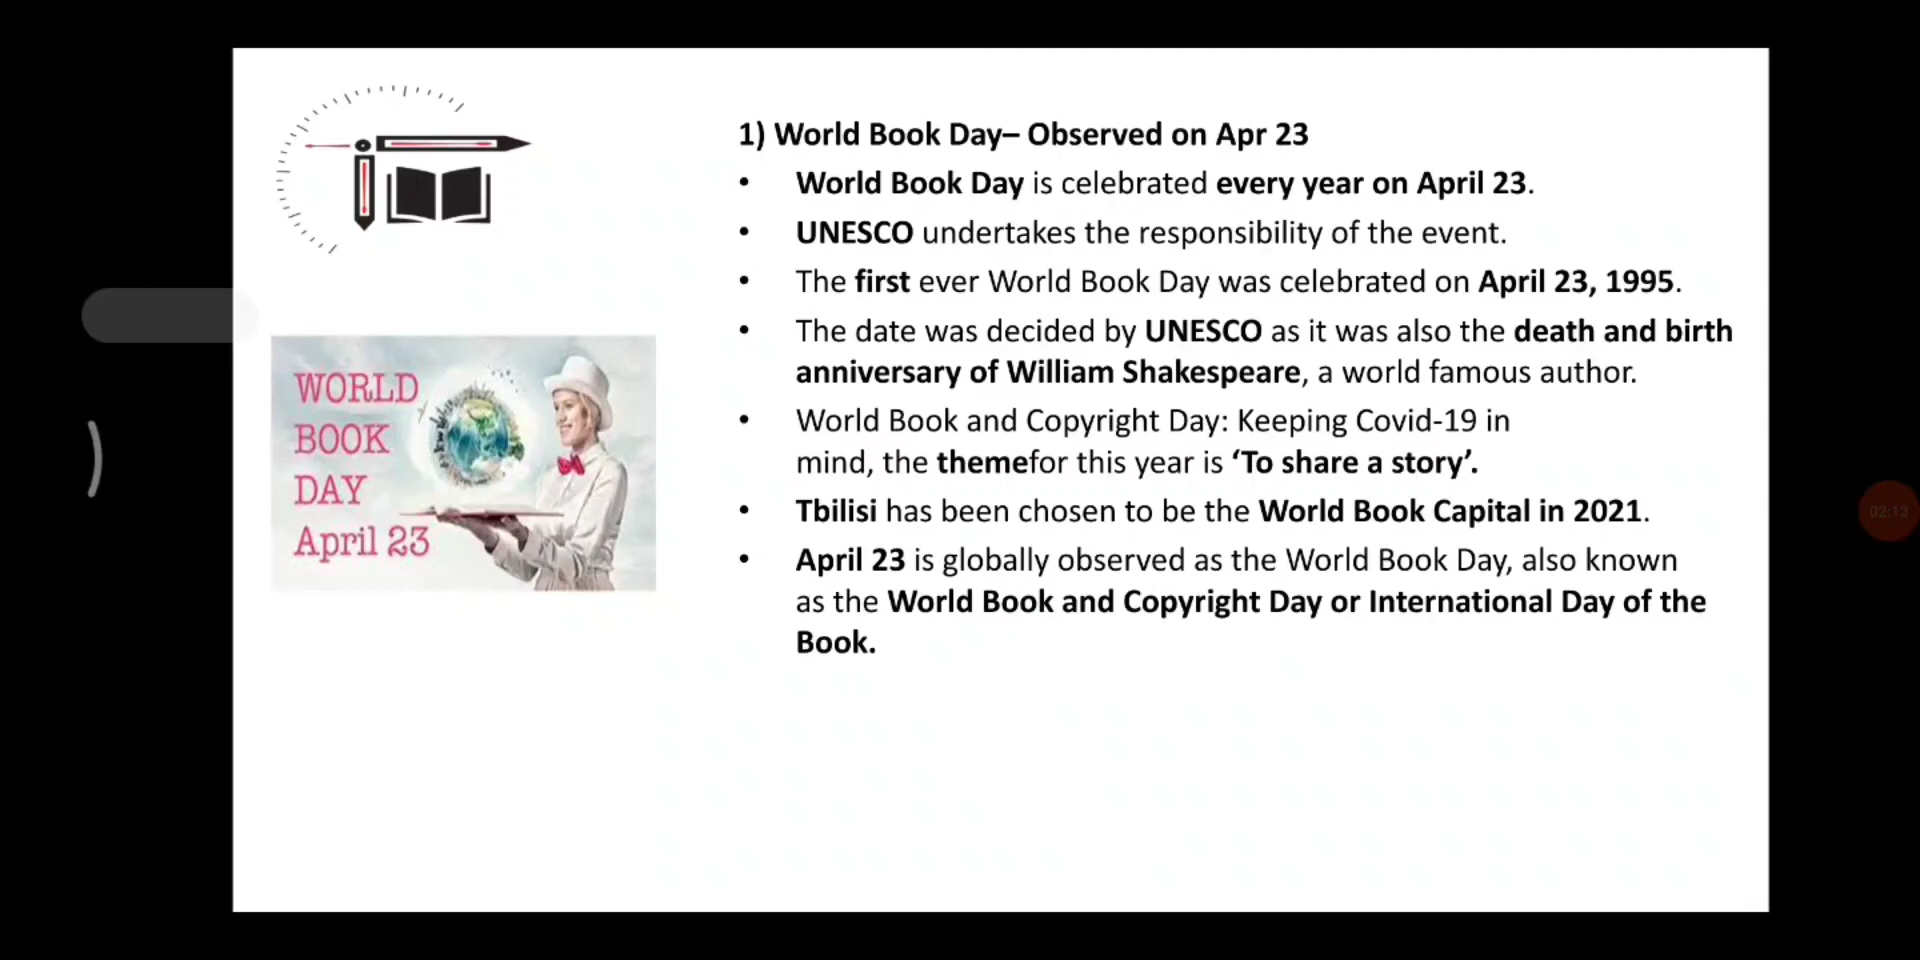 1) World Book Day– Observed on Apr 23
• World Book Day is celebrated every year on April 23.
• UNESCO undertakes the responsibility of the event.
• The first ever World Book Day was celebrated on April 23, 1995.
• The date was decided by UNESCO as it was also the death and birth
anniversary of William Shakespeare, a world famous author.
• World Book and Copyright Day: Keeping Covid-19 in
mind, the themefor this year is ‘To share a story’.
• Tbilisi has been chosen to be the World Book Capital in 2021.
• April 23 is globally observed as the World Book Day, also known
as the World Book and Copyright Day or International Day of the
Book.
WORLD
BOOK
DAY
April 23
02:13